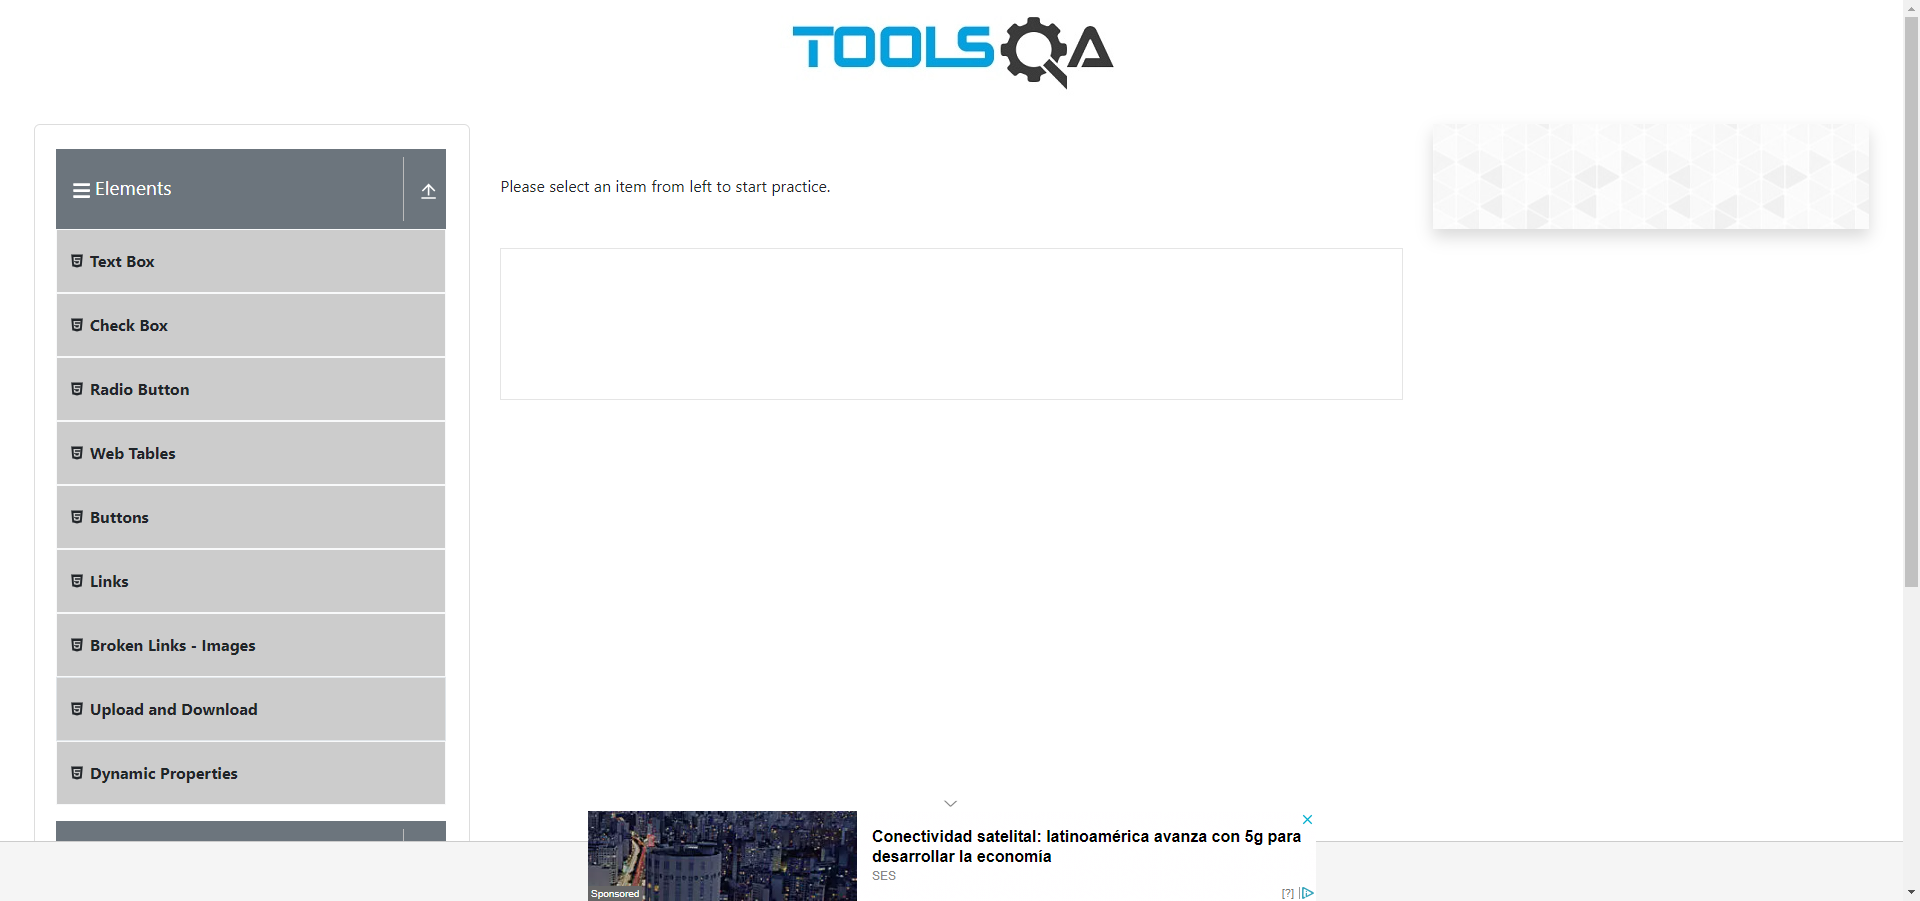 TOOLSQA
Elements
Please select an item from left to start practice.
Text Box
Check Box
Radio Button
Web Tables
Buttons
Links
Broken Links - Images
Upload and Download
Dynamic Properties
Conectividad satelital: latinoamérica avanza con 5g para
desarrollar la economía
SES
Sponsored
[?]